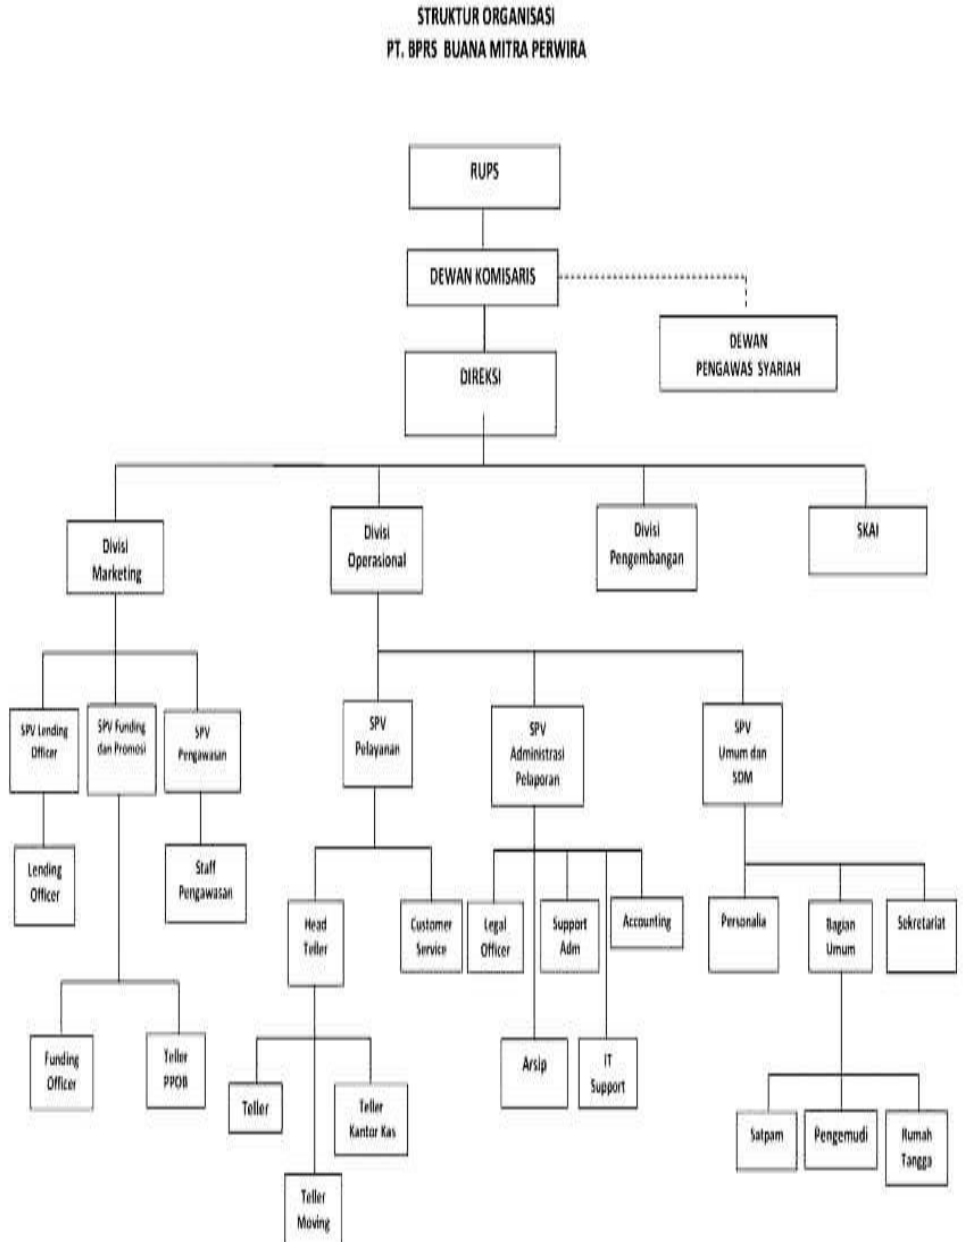 STRUKTUR ORGANISASI
PT. BPRS BUANA MITRA PERWIRA
RUPS
DEWAN KOMISARIS
DEWAN
PENGAWAS SYARIAH
DIREKSI
Divisi
Marketing
Divisi
Operasional
Divisi
Pengembangan
SKAI
SPV Lending
Officer
SPV Funding
dan Promosi
SPV
Pengawasan
SPV
Pelayanan
SPV
Administrasi
Pelaporan
SPV
Umum dan
SDM
Lending
Officer
Staff
Pengawasan
Head
Teller
Customer
Service
Legal
Officer
Support
Adm
Accounting
Personalia
Bagian
Umum
Sekretariat
Funding
Officer
Teller
PPOB
Arsip
IT
Support
Teller
Teller
Kantor Kas
Satpam
Pengemudi
Rumah
Tangga
Teller
Moving